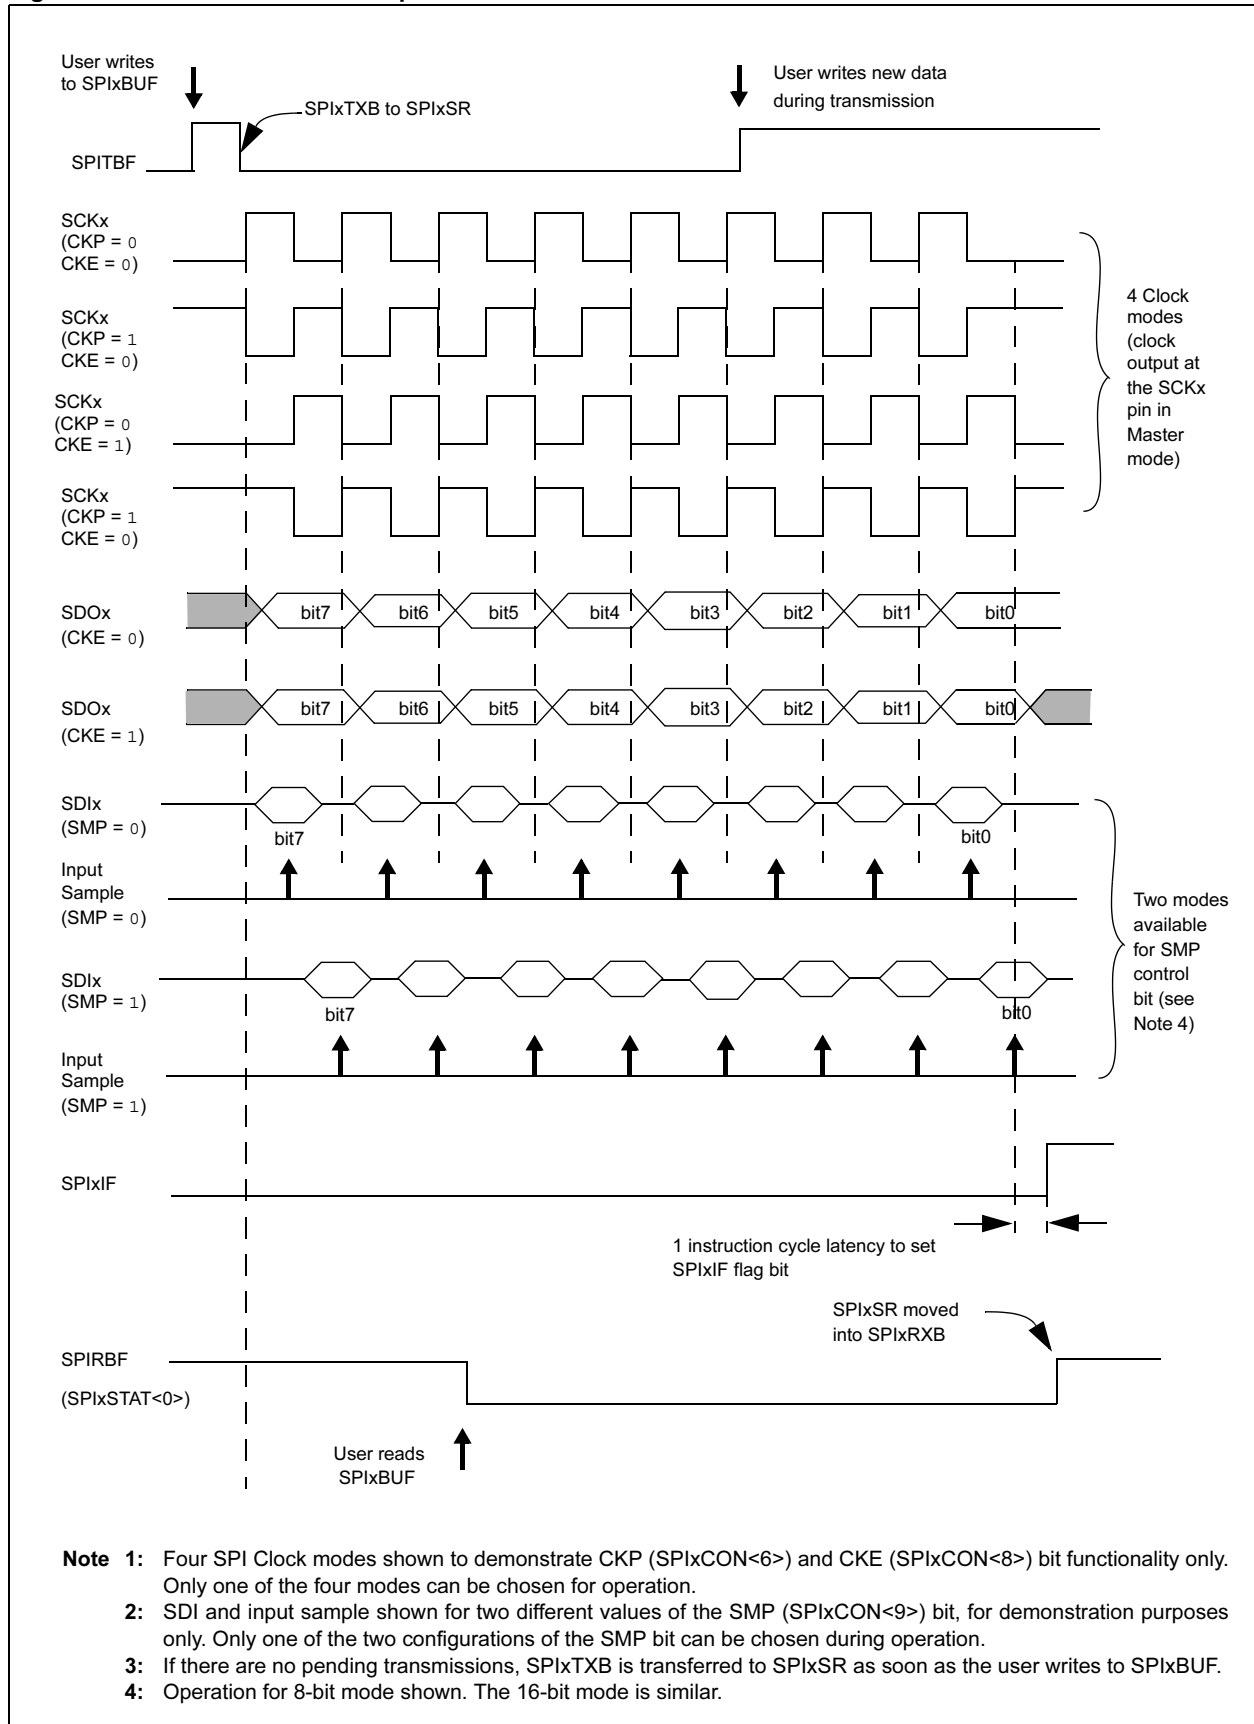 User writes
to SPIxBUF
User writes new data
during transmission
SPIxTXB to SPIxSR
SPITBF
SCKx
(CKP = 0
CKE = 0)
SCKx
(CKP = 1
CKE = 0)
SCKx
(CKP = 0
CKE = 1)
SCKx
(CKP = 1
CKE = 0)
4 Clock
modes
(clock
output at
the SCKx
pin in
Master
mode)
SDOx
(CKE = 0)
bit7 bit6 bit5 bit4 bit3 bit2 bit1 bit0
SDOx
(CKE = 1)
bit7 bit6 bit5 bit4 bit3 bit2 bit1 bit0
SDIx
(SMP = 0)
bit7 bit0
Input
Sample
(SMP = 0)
SDIx
(SMP = 1)
bit7 bit0
Input
Sample
(SMP = 1)
Two modes
available
for SMP
control
bit (see
Note 4)
SPIxIF
1 instruction cycle latency to set
SPIxIF flag bit
SPIxSR moved
into SPIxRXB
SPIRBF
(SPIxSTAT<0>)
User reads
SPIxBUF
Note 1: Four SPI Clock modes shown to demonstrate CKP (SPIxCON<6>) and CKE (SPIxCON<8>) bit functionality only.
Only one of the four modes can be chosen for operation.
2: SDI and input sample shown for two different values of the SMP (SPIxCON<9>) bit, for demonstration purposes
only. Only one of the two configurations of the SMP bit can be chosen during operation.
3: If there are no pending transmissions, SPIxTXB is transferred to SPIxSR as soon as the user writes to SPIxBUF.
4: Operation for 8-bit mode shown. The 16-bit mode is similar.